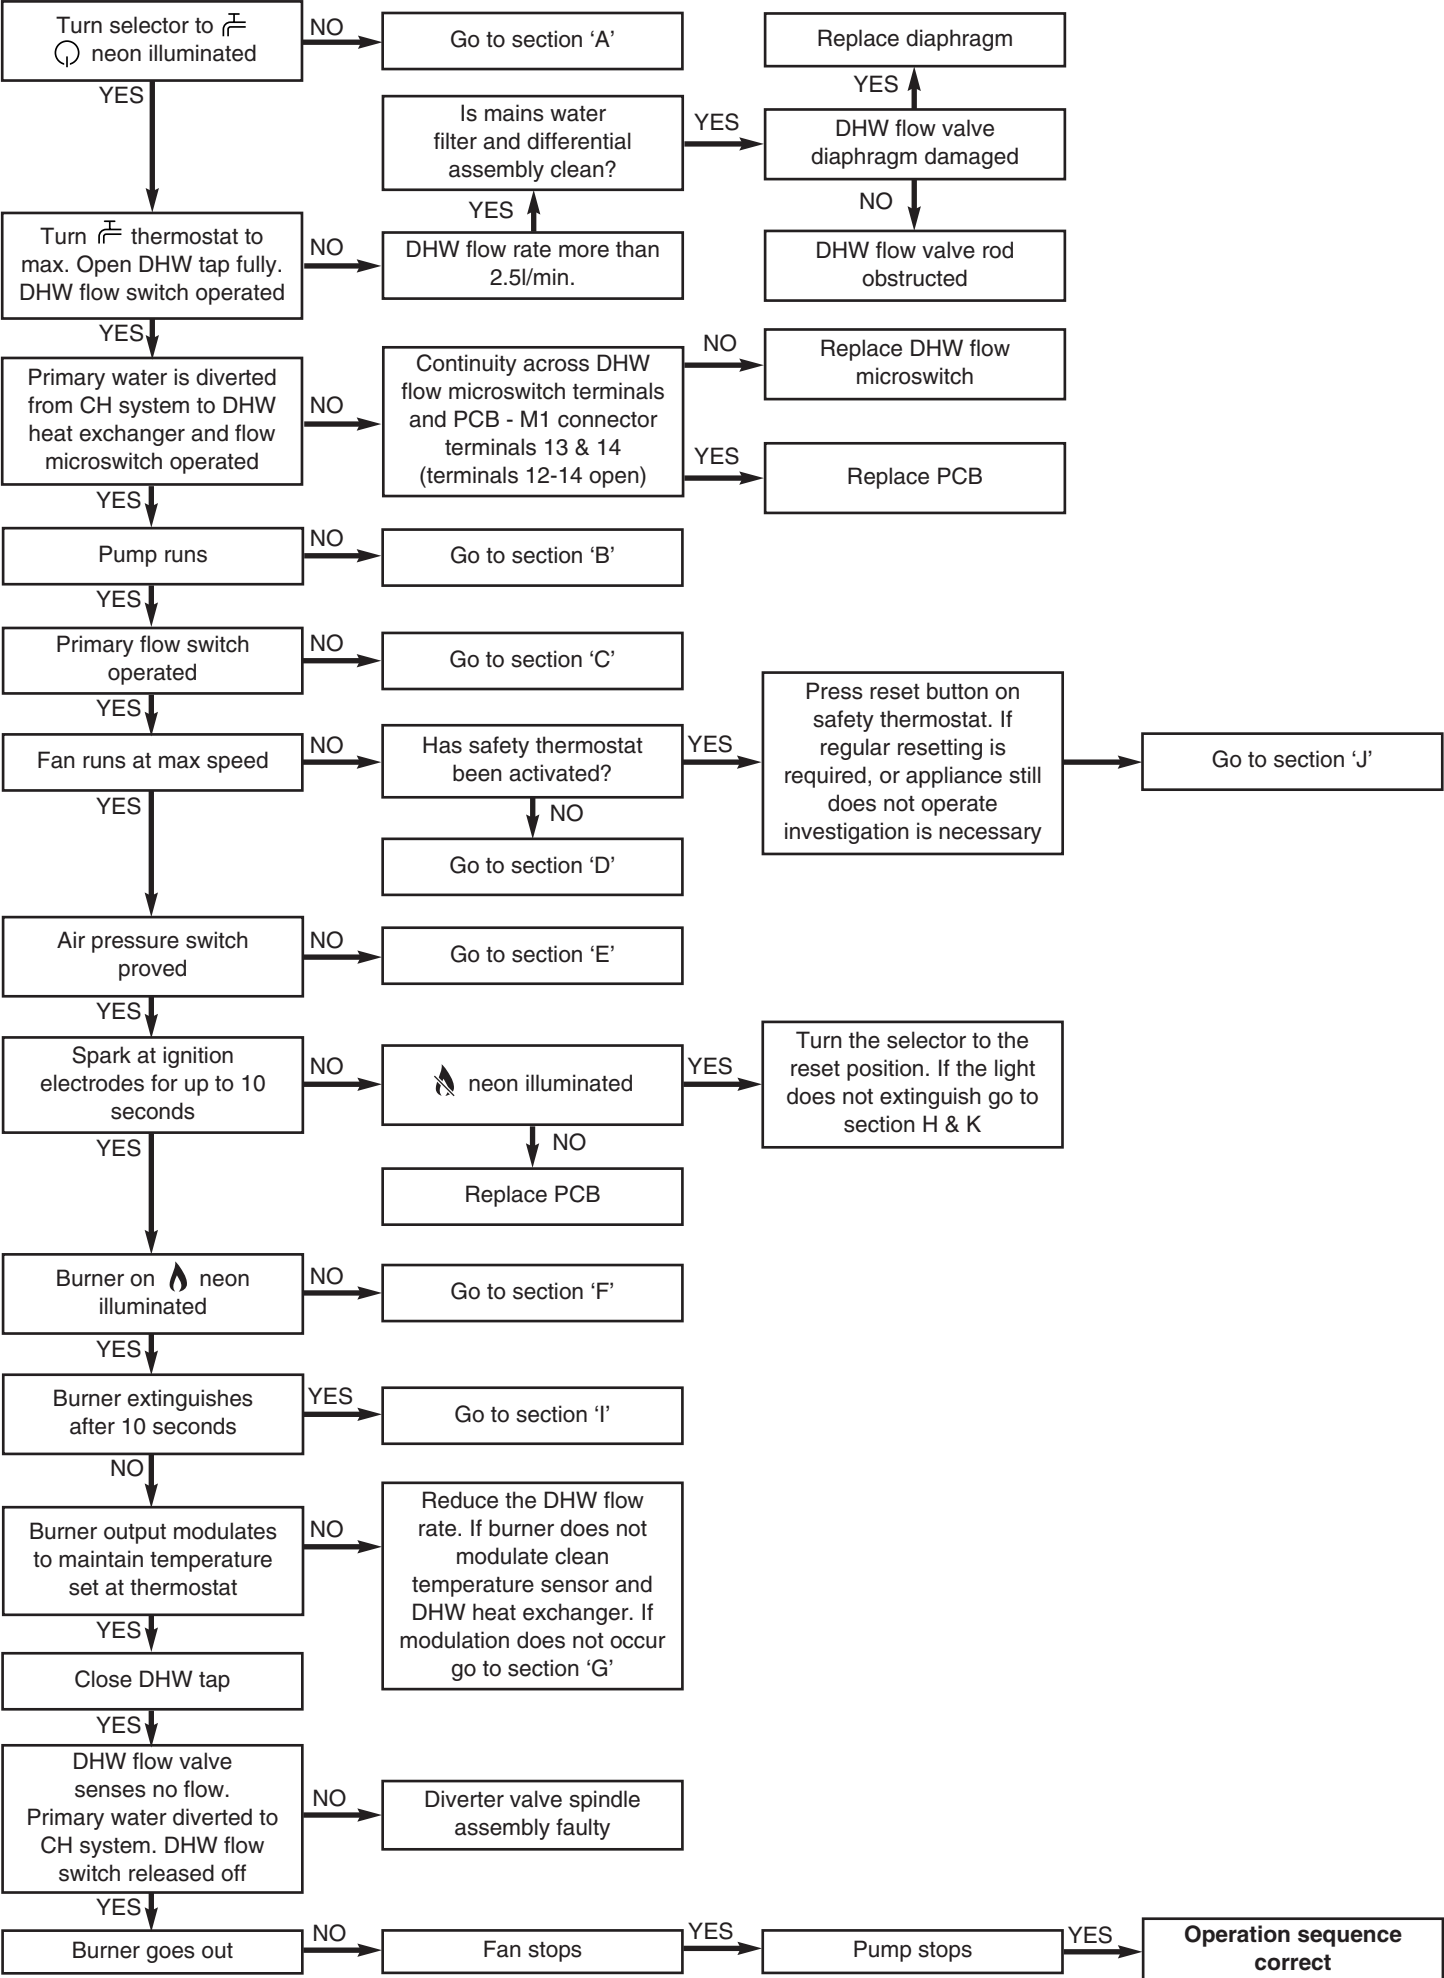 Turn selector to
neon illuminated
NO
Go to section ‘A’
YES
Turn thermostat to
max. Open DHW tap fully.
DHW flow switch operated
NO
DHW flow rate more than
2.5l/min.
YES
Is mains water
filter and differential
assembly clean?
YES
DHW flow valve
diaphragm damaged
YES
Replace diaphragm
NO
DHW flow valve rod
obstructed
YES
Primary water is diverted
from CH system to DHW
heat exchanger and flow
microswitch operated
NO
Continuity across DHW
flow microswitch terminals
and PCB - M1 connector
terminals 13 & 14
(terminals 12-14 open)
NO
Replace DHW flow
microswitch
YES
Replace PCB
YES
Pump runs
NO
Go to section ‘B’
YES
Primary flow switch
operated
NO
Go to section ‘C’
YES
Fan runs at max speed
NO
Has safety thermostat
been activated?
YES
Press reset button on
safety thermostat. If
regular resetting is
required, or appliance still
does not operate
investigation is necessary
Go to section ‘J’
NO
Go to section ‘D’
YES
Air pressure switch
proved
NO
Go to section ‘E’
YES
Spark at ignition
electrodes for up to 10
seconds
NO
neon illuminated
YES
Turn the selector to the
reset position. If the light
does not extinguish go to
section H & K
NO
Replace PCB
YES
Burner on neon
illuminated
NO
Go to section ‘F’
YES
Burner extinguishes
after 10 seconds
YES
Go to section ‘I’
NO
Burner output modulates
to maintain temperature
set at thermostat
NO
Reduce the DHW flow
rate. If burner does not
modulate clean
temperature sensor and
DHW heat exchanger. If
modulation does not occur
go to section ‘G’
YES
Close DHW tap
YES
DHW flow valve
senses no flow.
Primary water diverted to
CH system. DHW flow
switch released off
NO
Diverter valve spindle
assembly faulty
YES
Burner goes out
NO
Fan stops
YES
Pump stops
YES
Operation sequence
correct